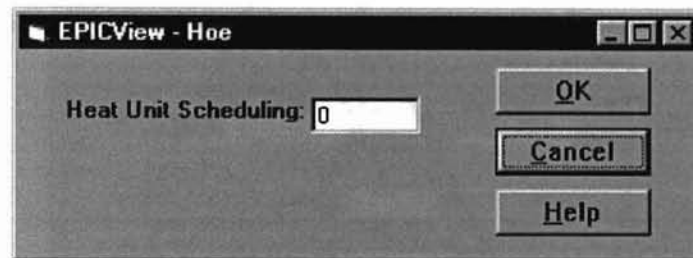 EPICView - Hoe
Heat Unit Scheduling: 0
OK
Cancel
Help